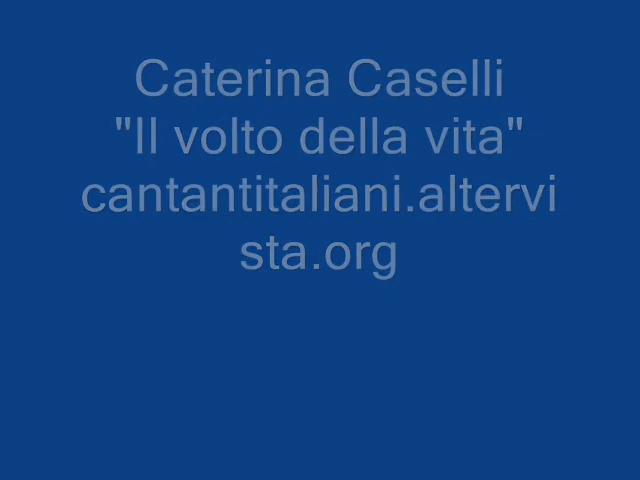 Caterina Caselli
"Il volto della vita"
cantantitaliani.altervi
sta.org